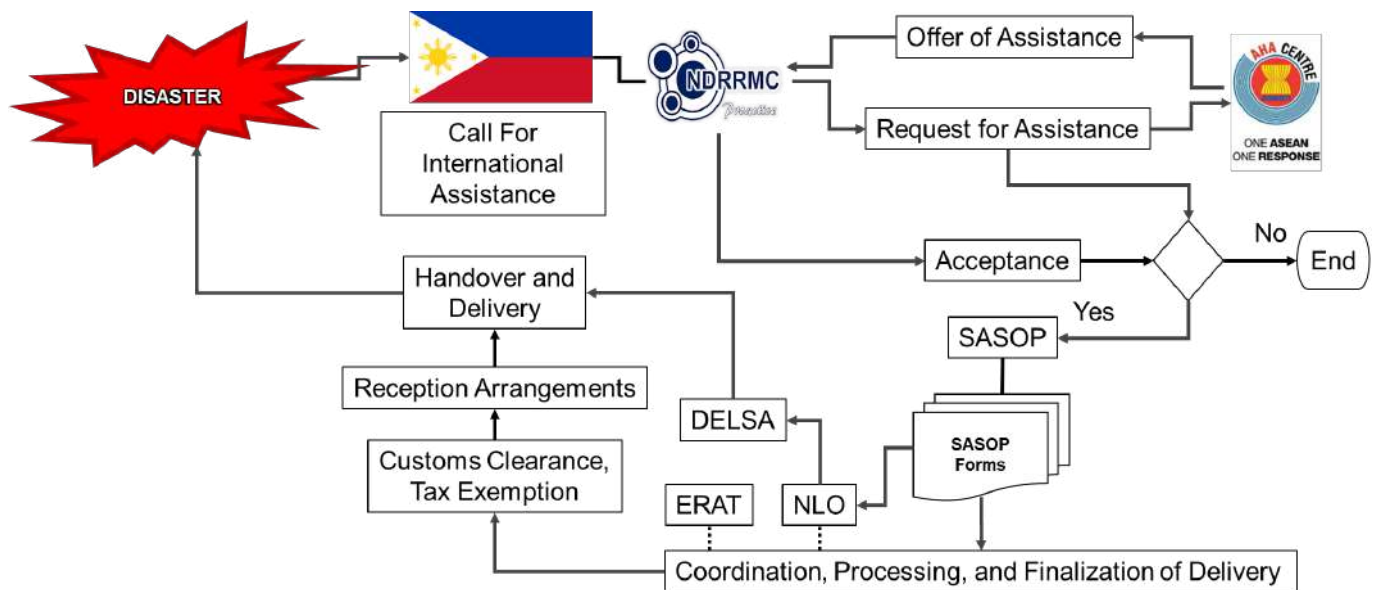 DISASTER
Call For
International
Assistance
NDRRMC
Proactive
Offer of Assistance
Request for Assistance
AHA CENTRE
ONE ASEAN
ONE RESPONSE
Acceptance
No
End
Yes
SASOP
SASOP
Forms
Handover and
Delivery
Reception Arrangements
DELSA
Customs Clearance,
Tax Exemption
ERAT
NLO
Coordination, Processing, and Finalization of Delivery